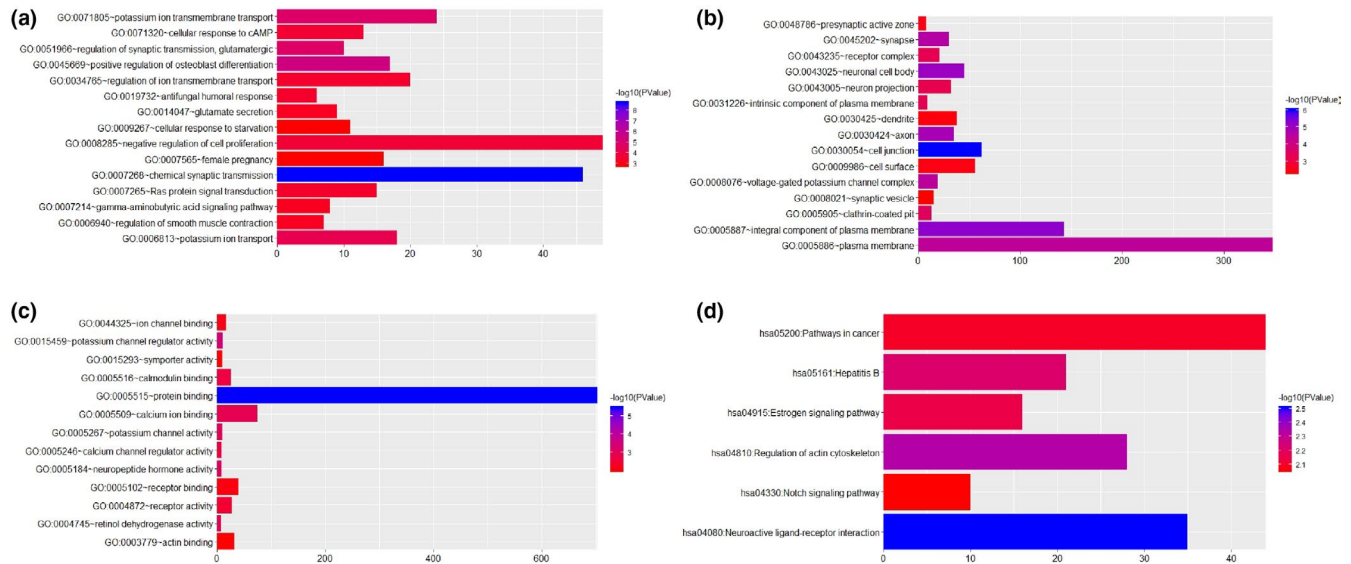 (a)
GO:0071805~potassium ion transmembrane transport
GO:0071320~cellular response to cAMP
GO:0051966~regulation of synaptic transmission, glutamatergic
GO:0045669~positive regulation of osteoblast differentiation
GO:0034765~regulation of ion transmembrane transport
GO:0019732~antifungal humoral response
GO:0014047~glutamate secretion
GO:0009267~cellular response to starvation
GO:0008285~negative regulation of cell proliferation
GO:0007565~female pregnancy
GO:0007268~chemical synaptic transmission
GO:0007265~Ras protein signal transduction
GO:0007214~gamma-aminobutyric acid signaling pathway
GO:0006940~regulation of smooth muscle contraction
GO:0006813~potassium ion transport
0 10 20 30 40
-log10(PValue)
8
7
6
5
4
3
(b)
GO:0048786~presynaptic active zone
GO:0045202~synapse
GO:0043235~receptor complex
GO:0043025~neuronal cell body
GO:0043005~neuron projection
GO:0031226~intrinsic component of plasma membrane
GO:0030425~dendrite
GO:0030424~axon
GO:0030054~cell junction
GO:0009986~cell surface
GO:0008076~voltage-gated potassium channel complex
GO:0008021~synaptic vesicle
GO:0005905~clathrin-coated pit
GO:0005887~integral component of plasma membrane
GO:0005886~plasma membrane
0 100 200 300
-log10(PValue)
6
5
4
3
(c)
GO:0044325~ion channel binding
GO:0015459~potassium channel regulator activity
GO:0015293~symporter activity
GO:0005516~calmodulin binding
GO:0005515~protein binding
GO:0005509~calcium ion binding
GO:0005267~potassium channel activity
GO:0005246~calcium channel regulator activity
GO:0005184~neuropeptide hormone activity
GO:0005102~receptor binding
GO:0004872~receptor activity
GO:0004745~retinol dehydrogenase activity
GO:0003779~actin binding
0 200 400 600
-log10(PValue)
5
4
3
2
(d)
hsa05200:Pathways in cancer
hsa05161:Hepatitis B
hsa04915:Estrogen signaling pathway
hsa04810:Regulation of actin cytoskeleton
hsa04330:Notch signaling pathway
hsa04080:Neuroactive ligand-receptor interaction
0 10 20 30 40
-log10(PValue)
2.5
2.4
2.3
2.2
2.1